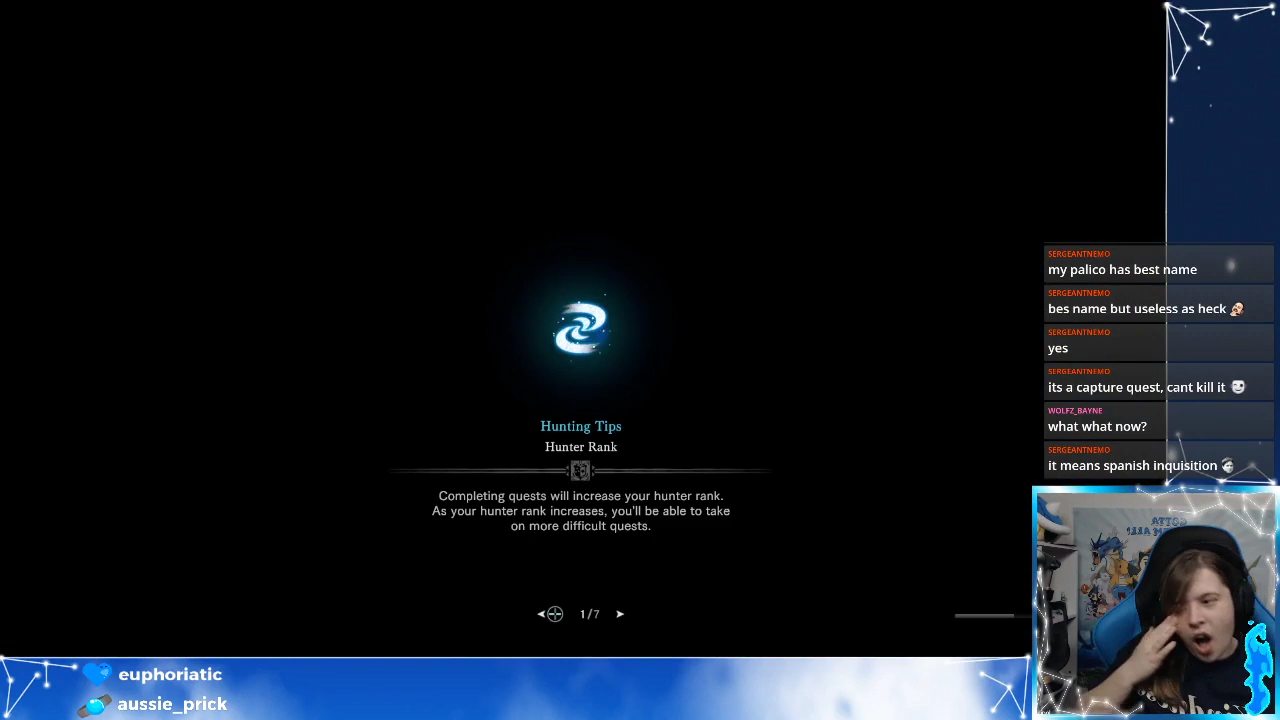 SERGEANTNEMO
my palico has best name
SERGEANTNEMO
bes name but useless as heck
SERGEANTNEMO
yes
SERGEANTNEMO
its a capture quest, cant kill it
WOLFZ_BAYNE
what what now?
SERGEANTNEMO
it means spanish inquisition
Hunting Tips
Hunter Rank
Completing quests will increase your hunter rank.
As your hunter rank increases, you'll be able to take
on more difficult quests.
1/7
euphoriatic
aussie_prick